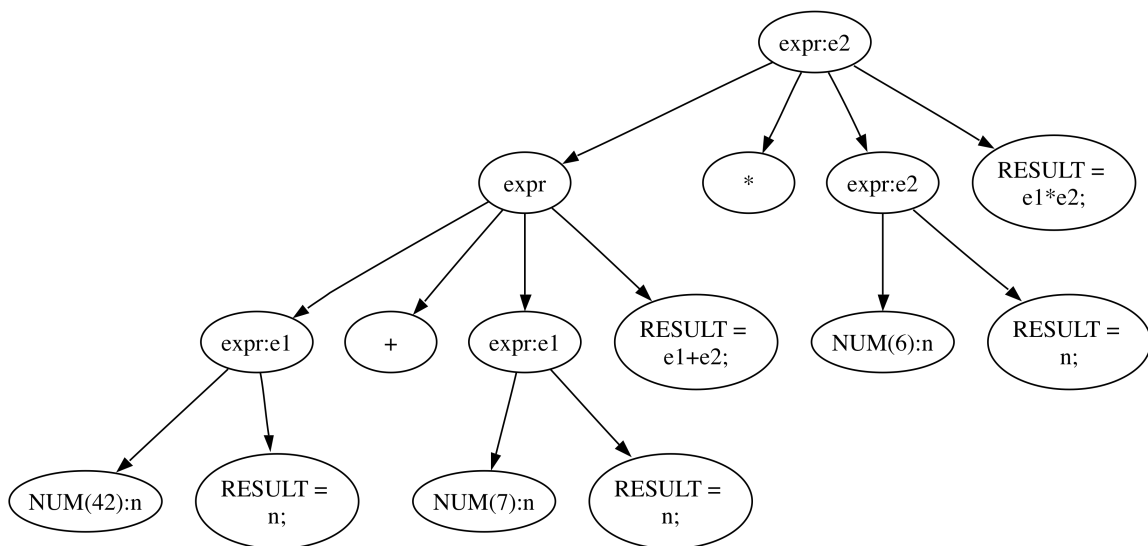 expr:e2
expr
*
expr:e2
RESULT =
e1*e2;
expr:e1
+
expr:e1
RESULT =
e1+e2;
NUM(6):n
RESULT =
n;
NUM(42):n
RESULT =
n;
NUM(7):n
RESULT =
n;